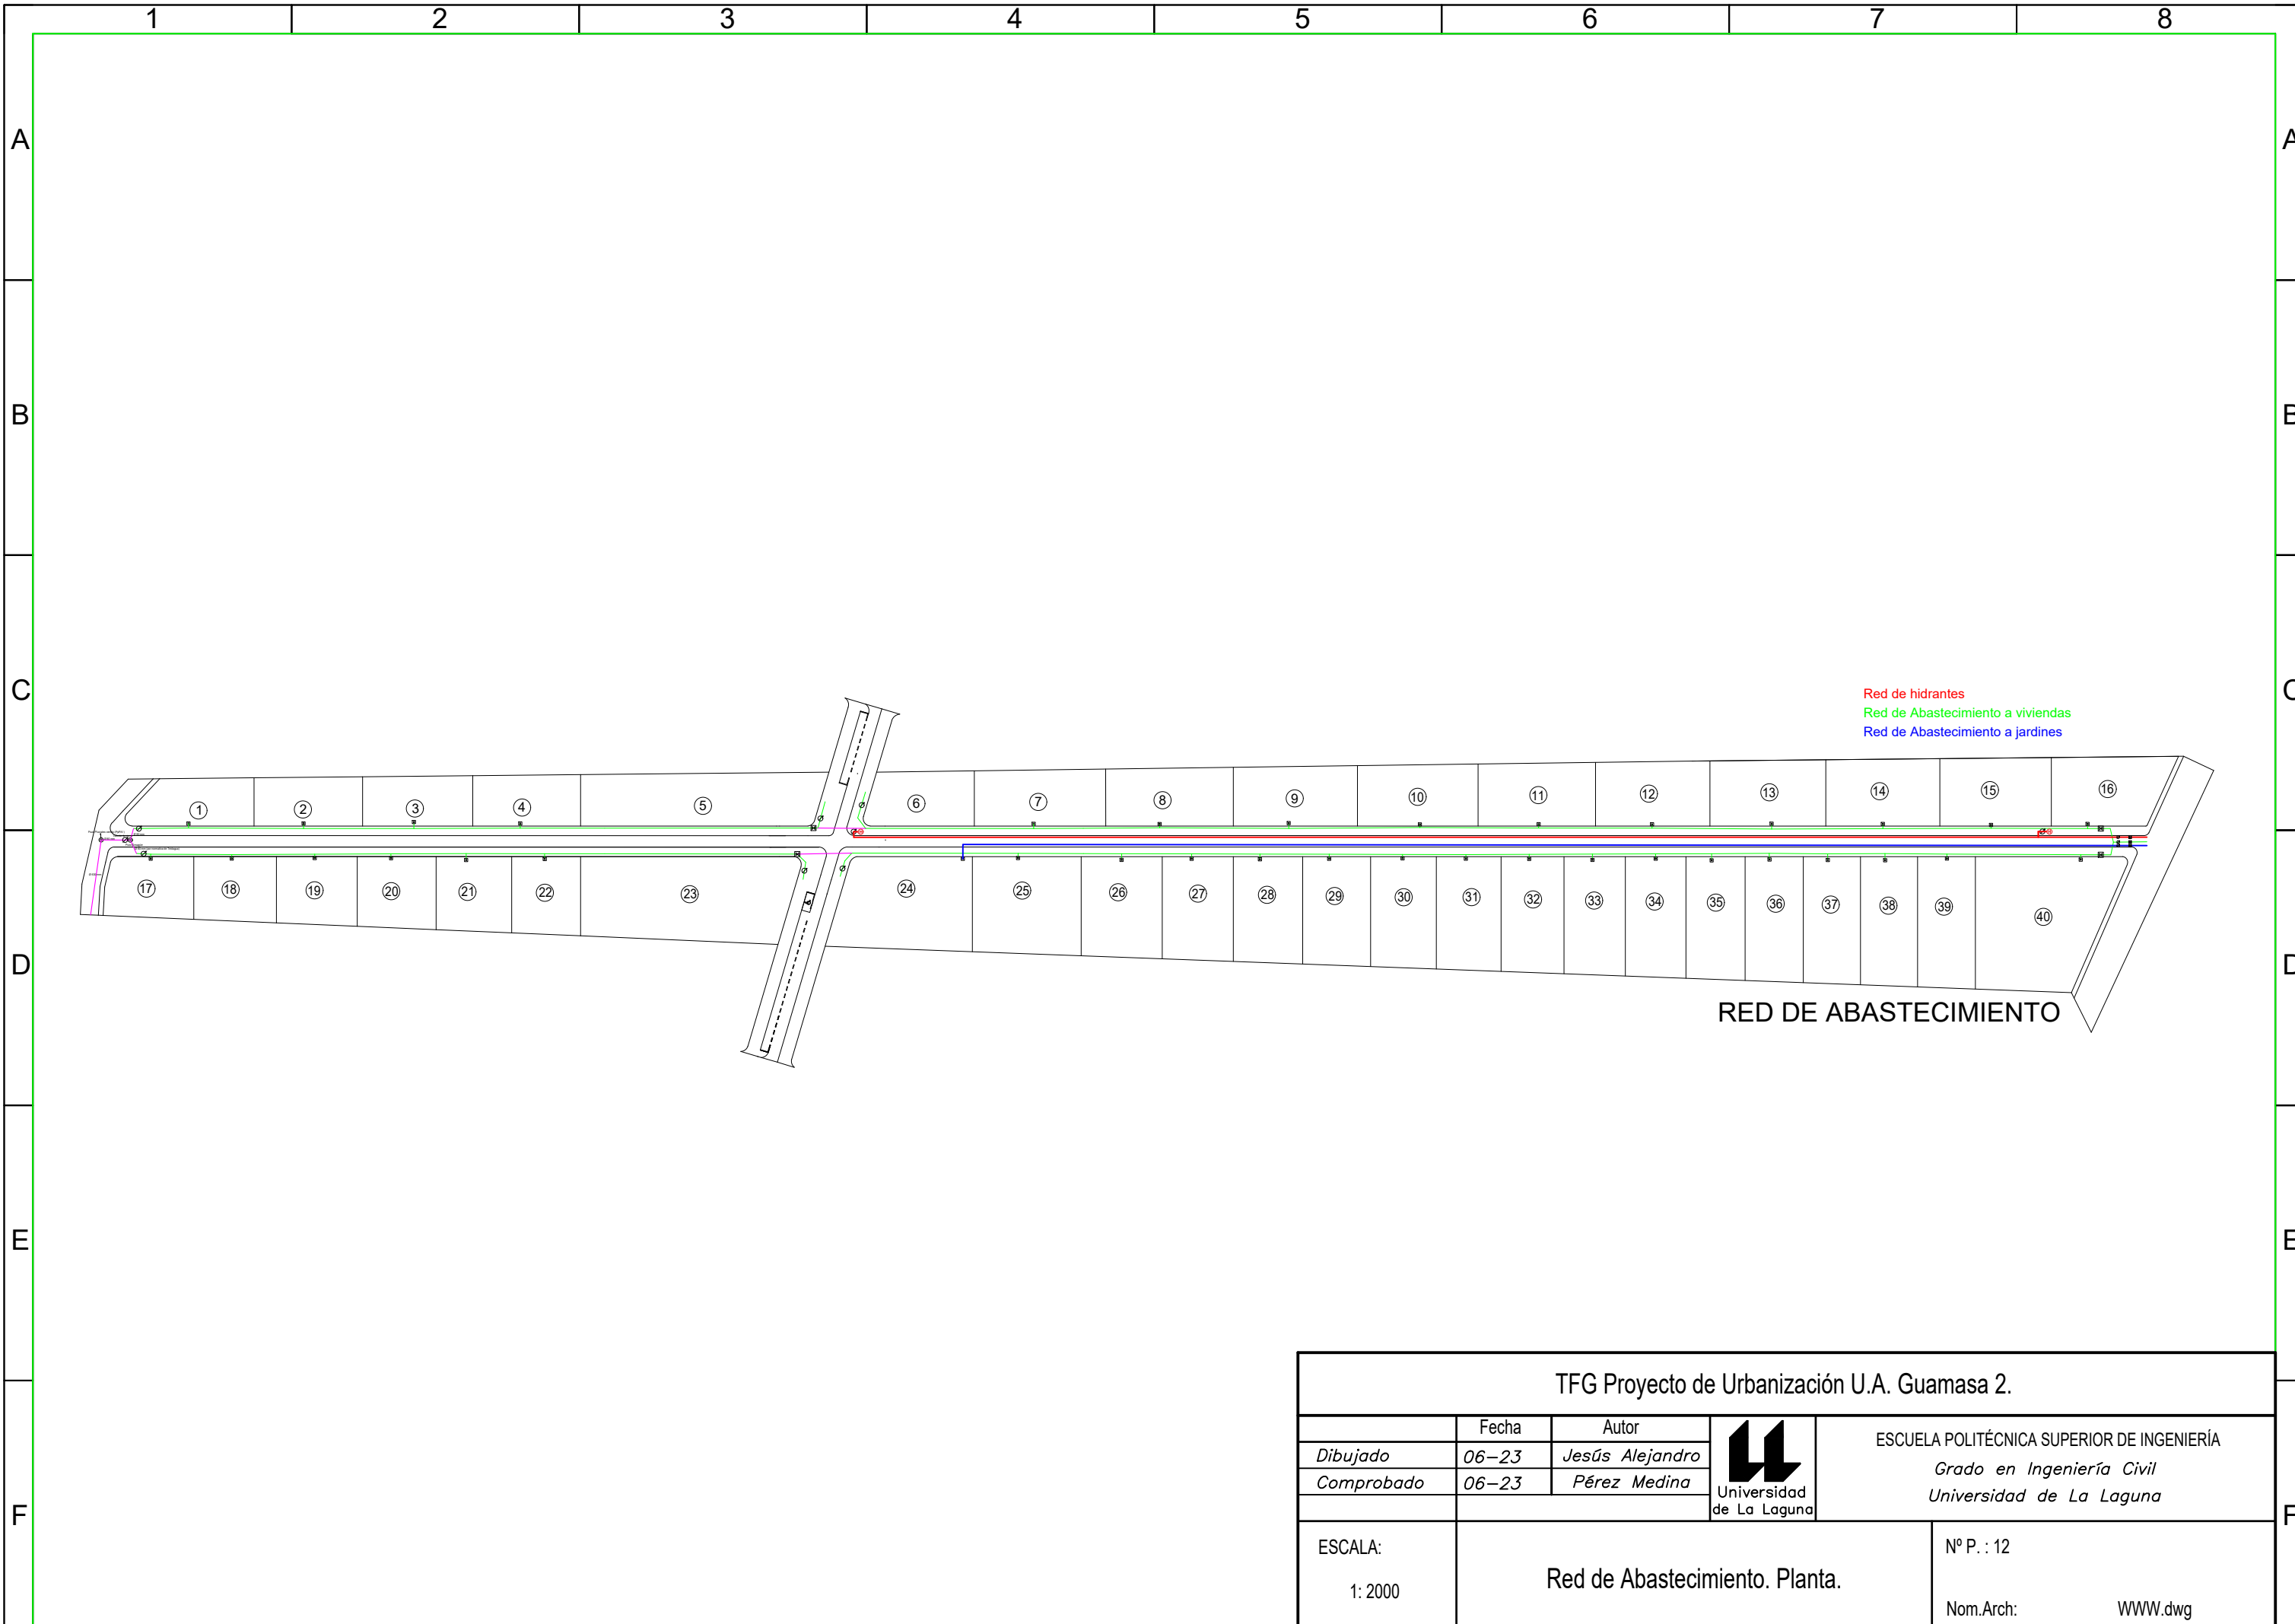 1 2 3 4 5 6 7 8
A A
B B
C C
Red de hidrantes
Red de Abastecimiento a viviendas
Red de Abastecimiento a jardines
1 2 3 4 5 6 7 8 9 10 11 12 13 14 15 16
17 18 19 20 21 22 23 24 25 26 27 28 29 30 31 32 33 34 35 36 37 38 39 40
D D
RED DE ABASTECIMIENTO
E E
TFG Proyecto de Urbanización U.A. Guamasa 2.
Fecha Autor
Dibujado 06-23 Jesús Alejandro
Comprobado 06-23 Pérez Medina
Universidad
de La Laguna
ESCUELA POLITÉCNICA SUPERIOR DE INGENIERÍA
Grado en Ingeniería Civil
Universidad de La Laguna
F F
ESCALA:
1: 2000
Red de Abastecimiento. Planta.
Nº P. : 12
Nom.Arch: WWW.dwg